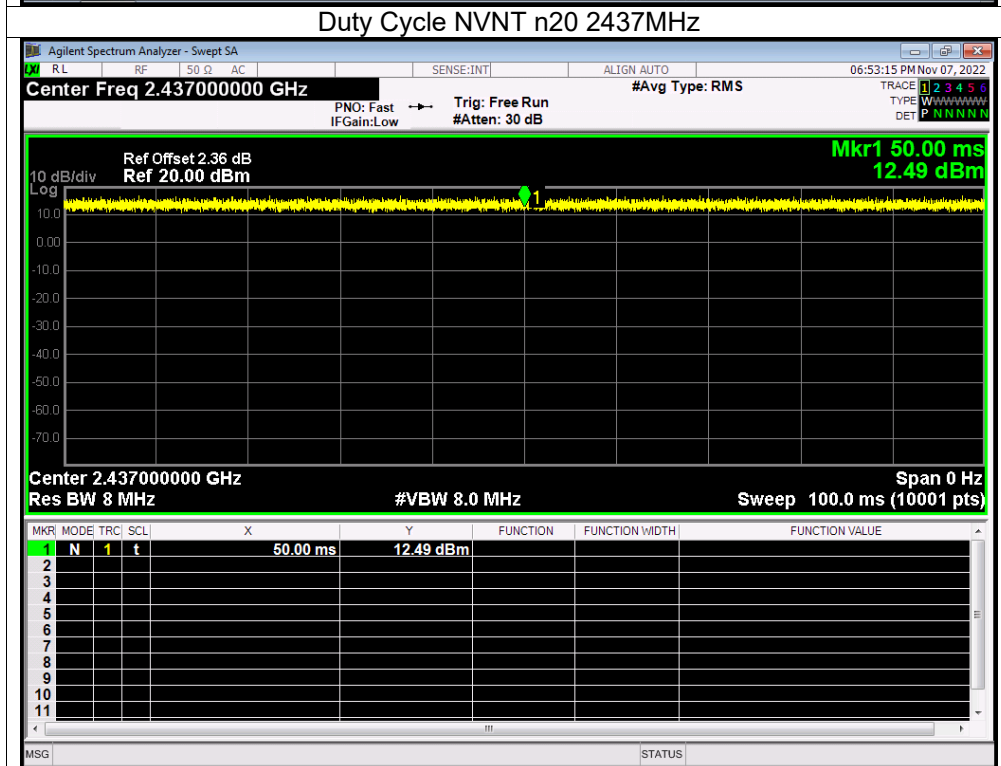 Duty Cycle NVNT n20 2437MHz
Agilent Spectrum Analyzer - Swept SA
LXI RL RF 50 Ω AC SENSE:INT ALIGN AUTO 06:53:15 PM Nov 07, 2022
Center Freq 2.437000000 GHz #Avg Type: RMS TRACE 1 2 3 4 5 6
PNO: Fast Trig: Free Run TYPE WWWWWW
IFGain:Low #Atten: 30 dB DET P N N N N N
Mkr1 50.00 ms
Ref Offset 2.36 dB
10 dB/div Ref 20.00 dBm 12.49 dBm
Log
1
10.0
0.00
-10.0
-20.0
-30.0
-40.0
-50.0
-60.0
-70.0
Center 2.437000000 GHz Span 0 Hz
Res BW 8 MHz #VBW 8.0 MHz Sweep 100.0 ms (10001 pts)
MKR MODE TRC SCL X Y FUNCTION FUNCTION WIDTH FUNCTION VALUE
1 N 1 t 50.00 ms 12.49 dBm
2
3
4
5
6
7
8
9
10
11
MSG STATUS